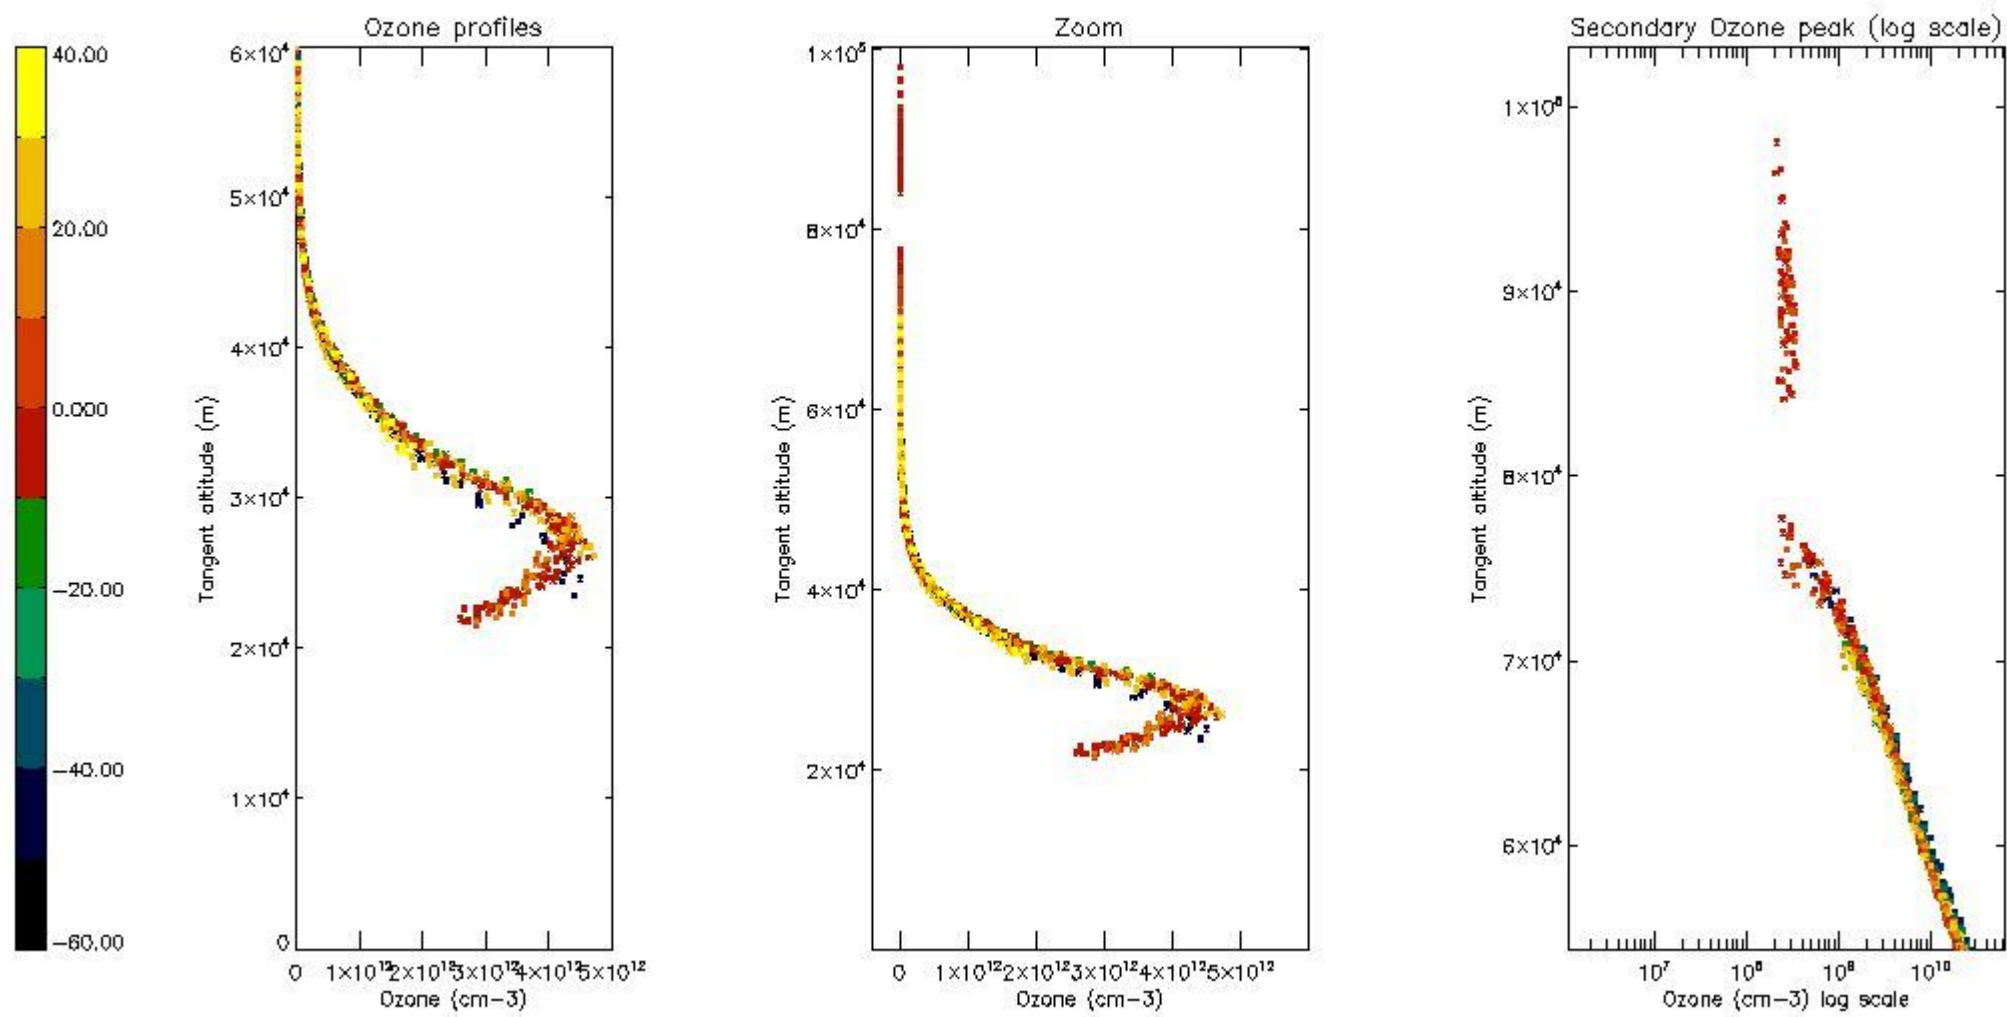 Ozone profiles
Zoom
Secondary Ozone peak (log scale)
40.00
20.00
0.000
−20.00
−40.00
−60.00
6×10⁴
5×10⁴
4×10⁴
3×10⁴
2×10⁴
1×10⁴
0
Tangent altitude (m)
0 1×10¹² 2×10¹² 3×10¹² 4×10¹² 5×10¹²
Ozone (cm−3)
1×10⁵
8×10⁴
6×10⁴
4×10⁴
2×10⁴
Tangent altitude (m)
0 1×10¹² 2×10¹² 3×10¹² 4×10¹² 5×10¹²
Ozone (cm−3)
1×10⁵
9×10⁴
8×10⁴
7×10⁴
6×10⁴
Tangent altitude (m)
10⁷ 10⁸ 10⁹ 10¹⁰
Ozone (cm−3) log scale